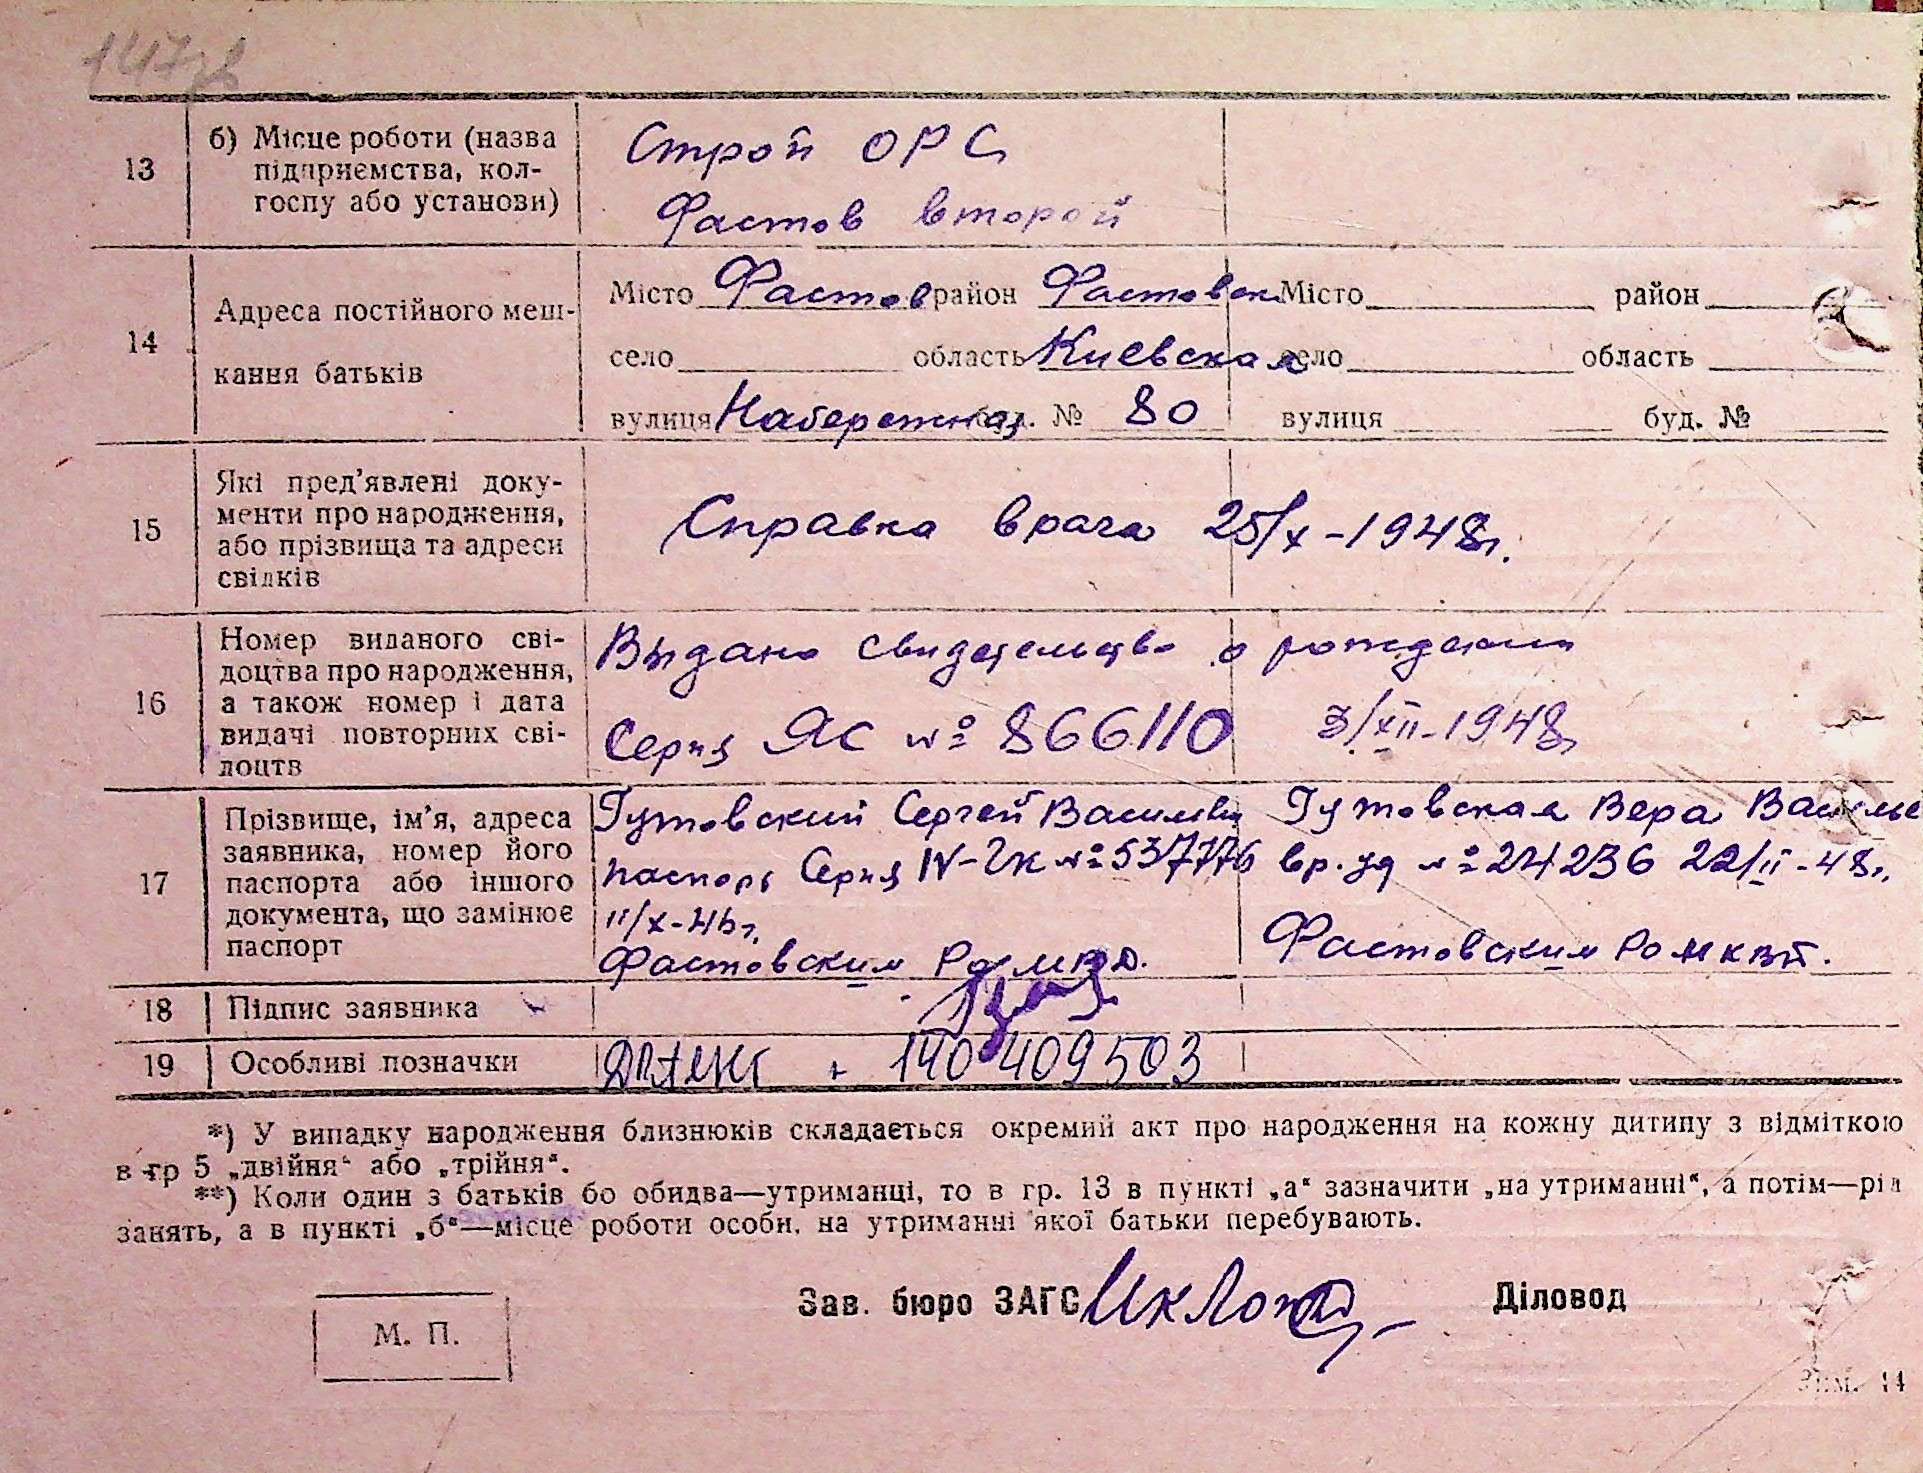 147зв
13
б) Місце роботи (назва
підприємства, кол-
госпу або установи)
Строй ОРС
Фастов второй
14
Адреса постійного меш-
кання батьків
Місто Фастов район Фастовск
село область Киевская
вулиця Набережная буд. № 80
Місто район
село область
вулиця буд. №
15
Які пред'явлені доку-
менти про народження,
або прізвища та адреси
свідків
Справка врача 25/X-1948г.
16
Номер виданого сві-
доцтва про народження,
а також номер і дата
видачі повторних сві-
доцтв
Выдано свидетельство о рождении
Серия ЯС № 866110
3/XII-1948г
17
Прізвище, ім'я, адреса
заявника, номер його
паспорта або іншого
документа, що замінює
паспорт
Гутовский Сергей Васильеви
паспорт Серия IV-ЧК № 537776
11/X-46г.
Фастовским
Гутовская Вера Василье
вр. уд № 24236 22/II-48г.
Фастовским
18
Підпис заявника
19
Особливі позначки
140409503
*) У випадку народження близнюків складається окремий акт про народження на кожну дитину з відміткою
в гр 5 „двійня“ або „трійня“.
**) Коли один з батьків бо обидва—утриманці, то в гр. 13 в пункті „а“ зазначити „на утриманні“, а потім—рід
занять, а в пункті „б“—місце роботи особи, на утриманні якої батьки перебувають.
Зав. бюро ЗАГС
Діловод
М. П.